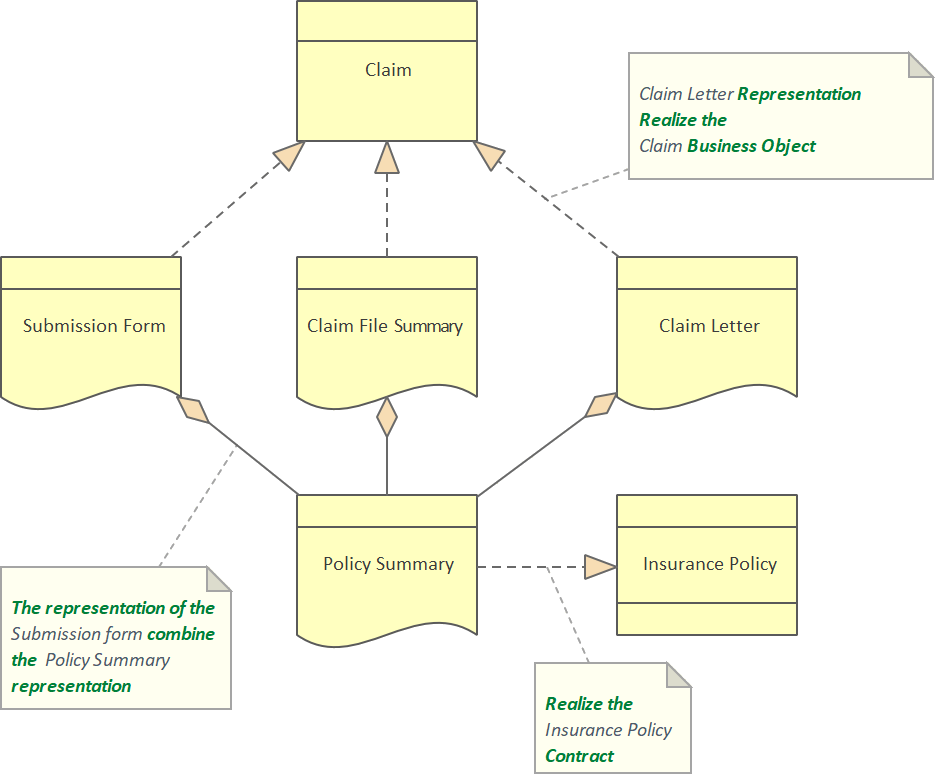 Claim
Claim Letter Representation
Realize the
Claim Business Object
Submission Form
Claim File Summary
Claim Letter
Policy Summary
Insurance Policy
The representation of the
Submission form combine
the Policy Summary
representation
Realize the
Insurance Policy
Contract